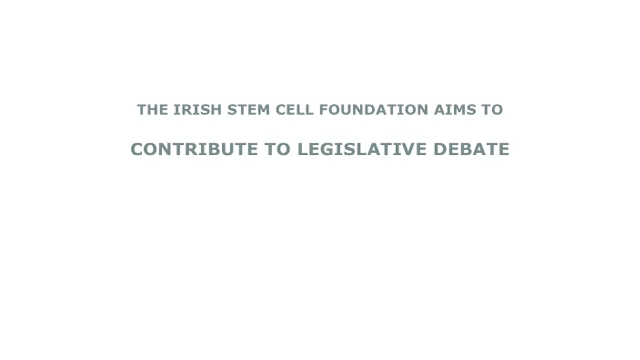 THE IRISH STEM CELL FOUNDATION AIMS TO
CONTRIBUTE TO LEGISLATIVE DEBATE